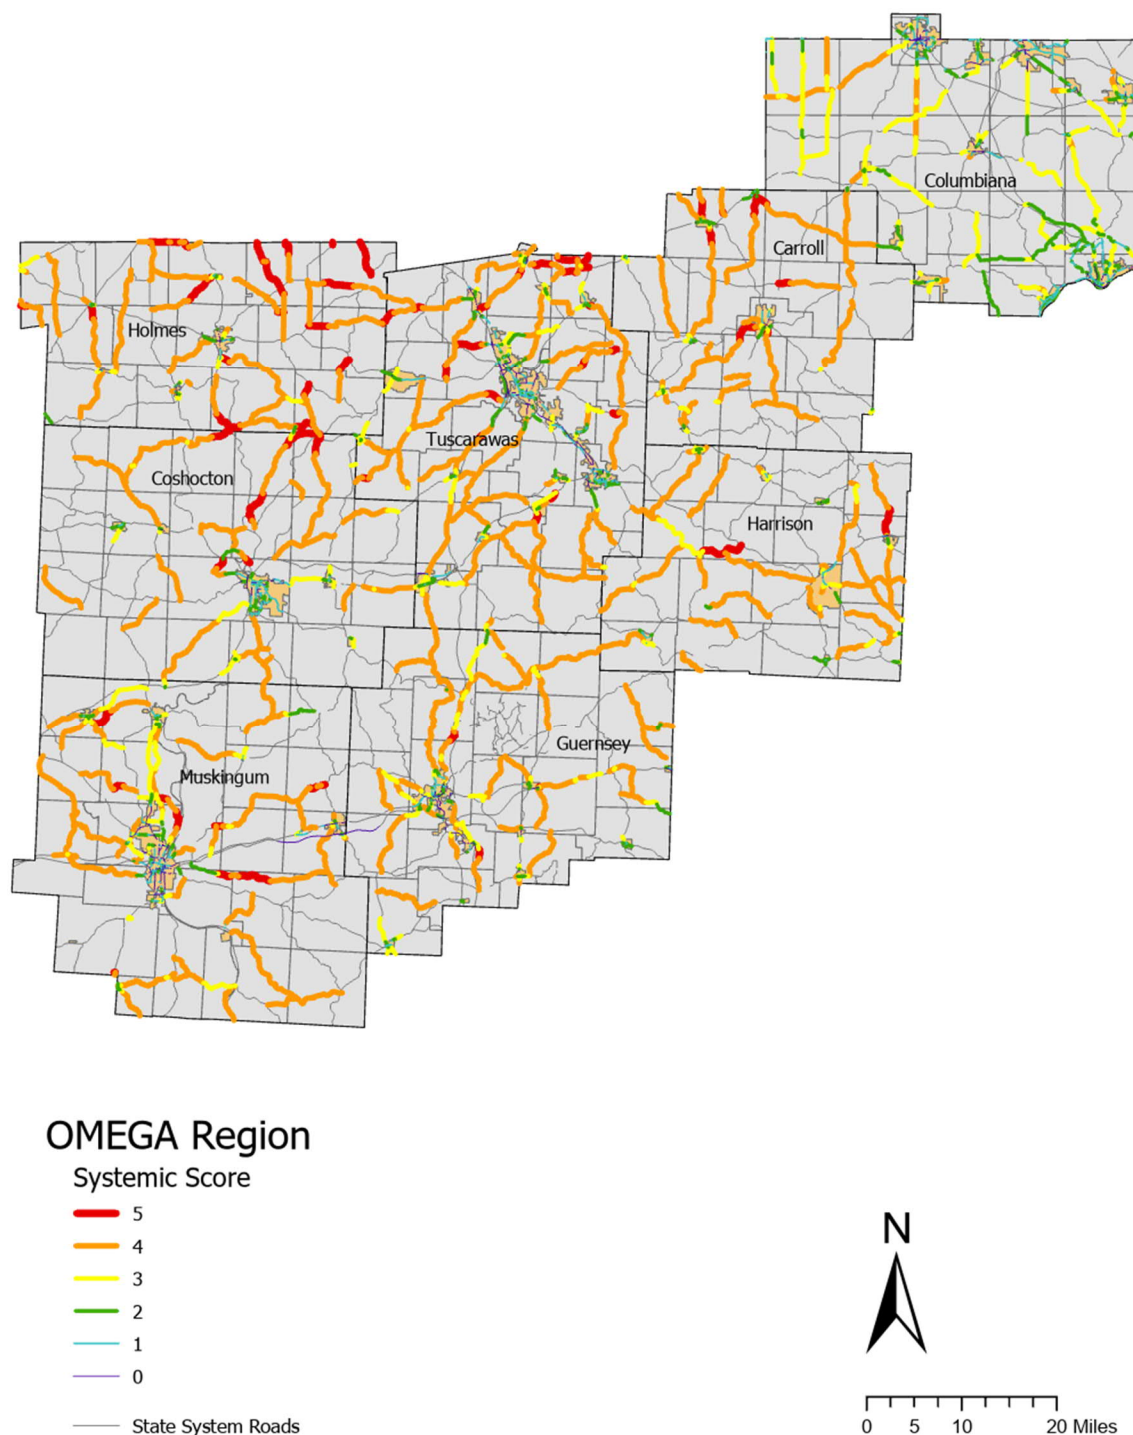 Columbiana
Carroll
Holmes
Tuscarawas
Coshocton
Harrison
Guernsey
Muskingum
OMEGA Region
Systemic Score
5
4
3
2
1
0
State System Roads
N
0 5 10 20 Miles